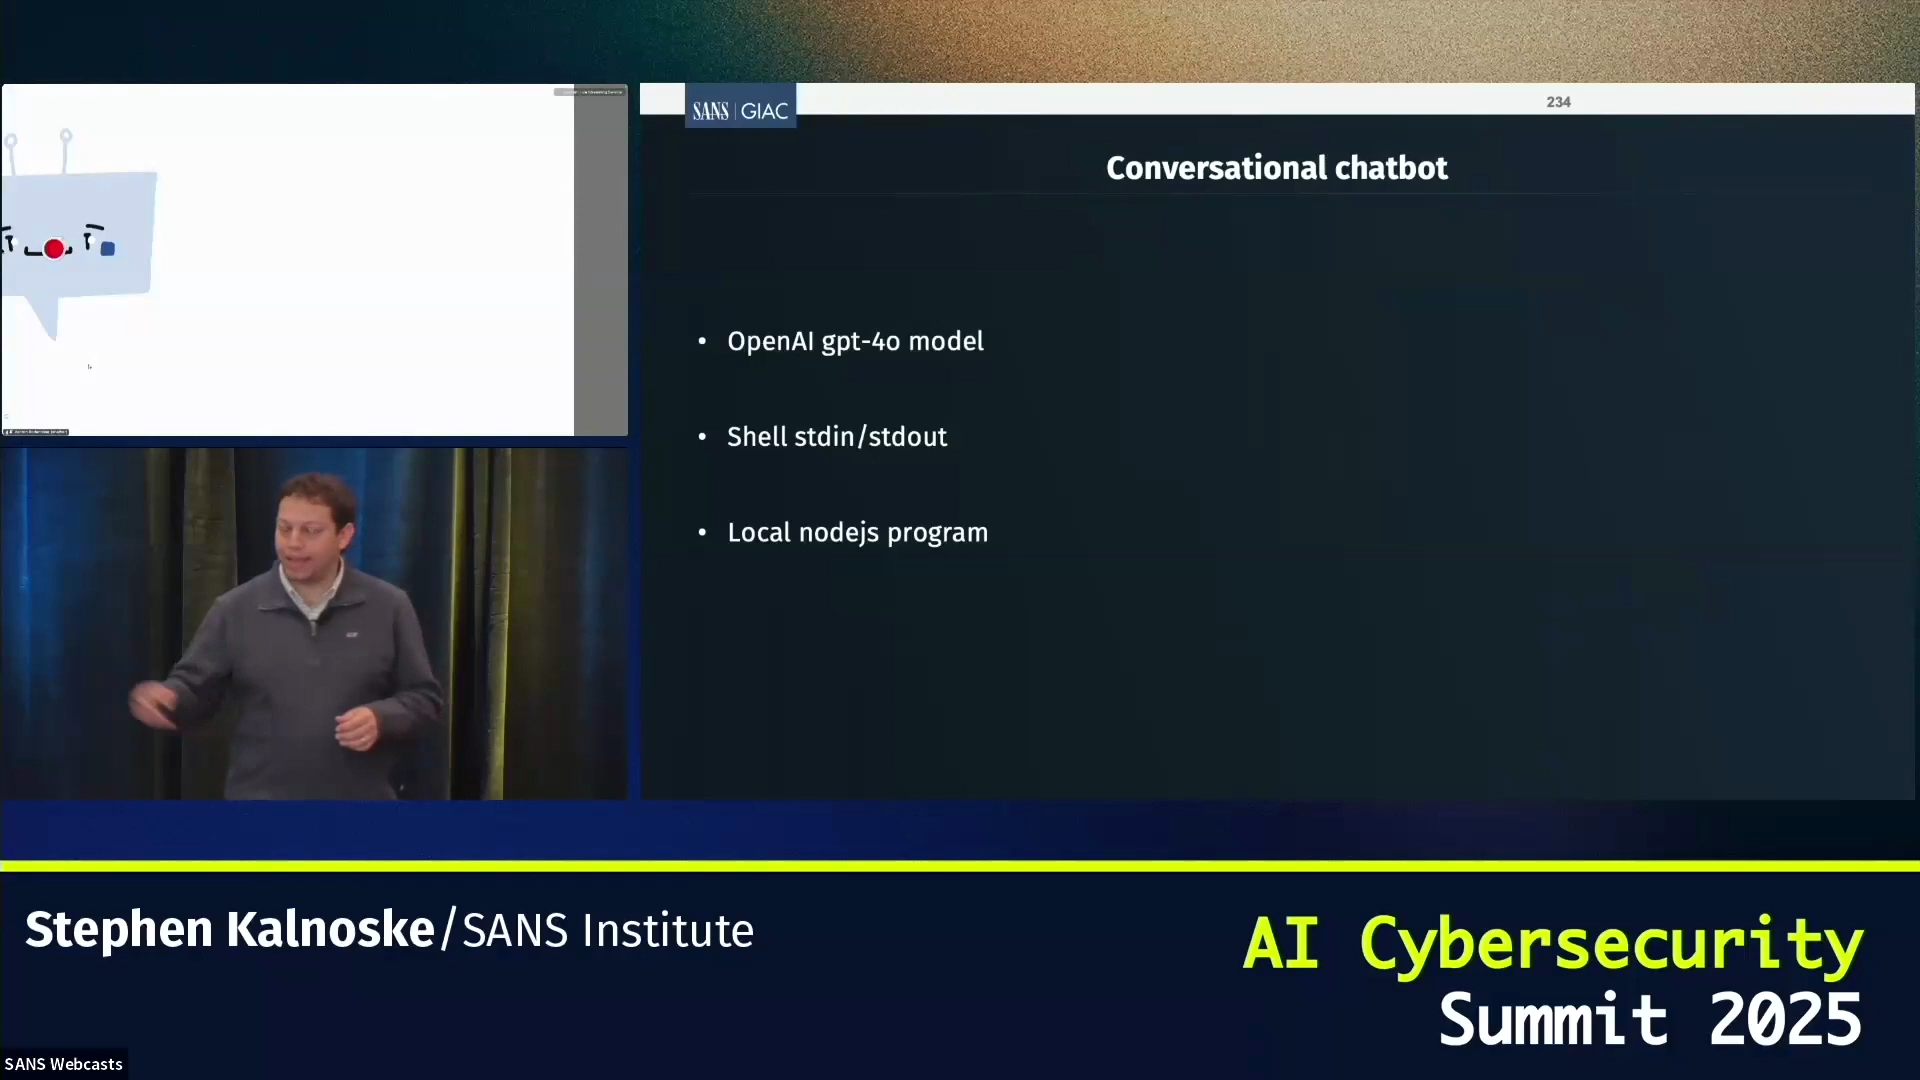 SANS | GIAC
234
Conversational chatbot
• OpenAI gpt-4o model
• Shell stdin/stdout
• Local nodejs program
Stephen Kalnoske/SANS Institute
AI Cybersecurity
Summit 2025
SANS Webcasts